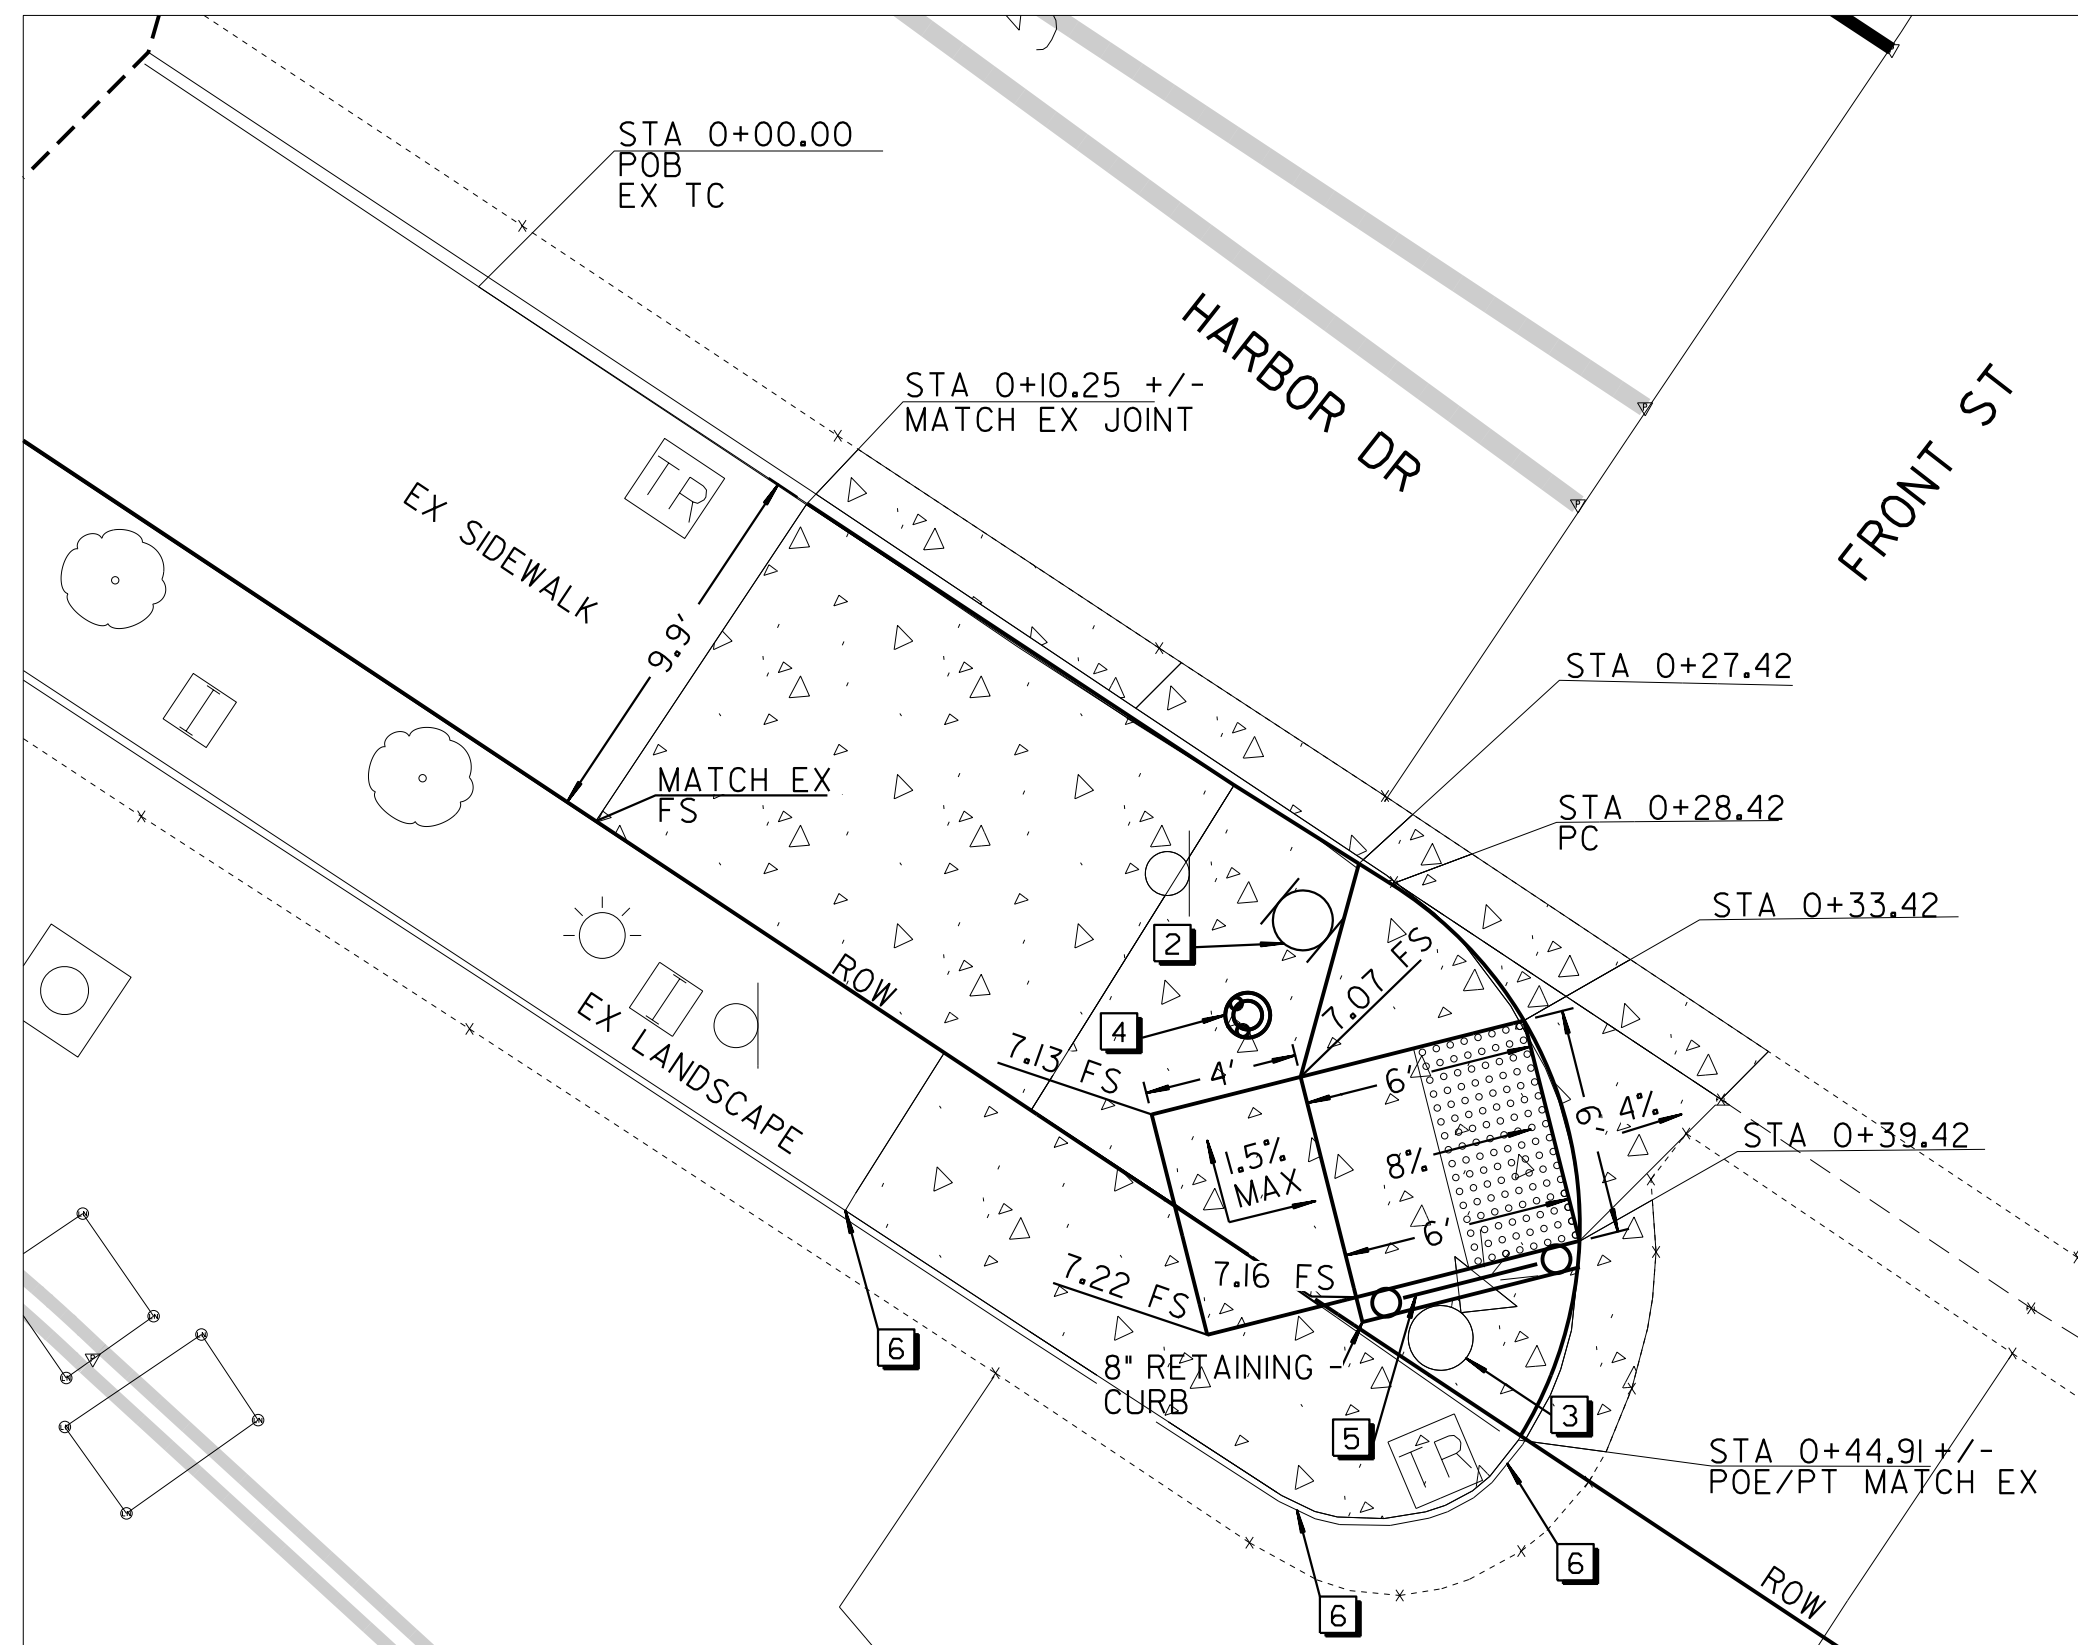 STA 0+00.00
POB
EX TC
STA 0+10.25 +/-
MATCH EX JOINT
HARBOR DR
FRONT ST
TR
EX SIDEWALK
9.9'
STA 0+27.42
MATCH EX
FS
STA 0+28.42
PC
STA 0+33.42
2
7.07 FS
ROW
4
EX LANDSCAPE
7.13 FS
4'
6'
6'
4%
STA 0+39.42
1.5%
MAX
8%
6'
7.22 FS
7.16 FS
6
8" RETAINING
CURB
5
3
TR
STA 0+44.91 +/-
POE/PT MATCH EX
6
6
ROW